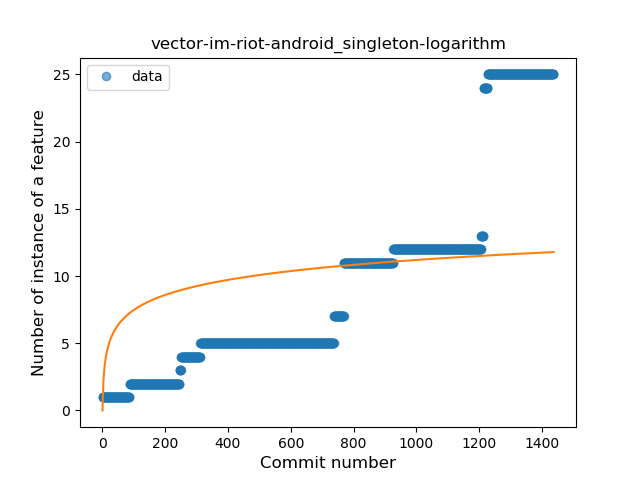 vector-im-riot-android_singleton-logarithm
data
Number of instance of a feature
25
20
15
10
5
0
0 200 400 600 800 1000 1200 1400
Commit number